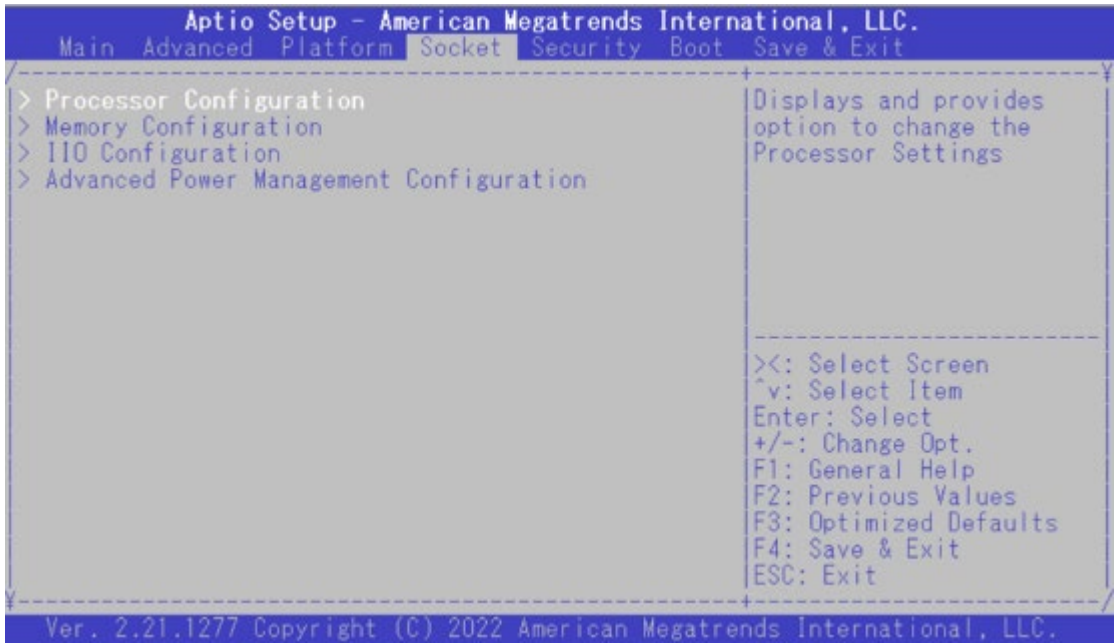 Aptio Setup - American Megatrends International, LLC.
Main Advanced Platform Socket Security Boot Save & Exit
> Processor Configuration
> Memory Configuration
> IIO Configuration
> Advanced Power Management Configuration
Displays and provides
option to change the
Processor Settings
><: Select Screen
^v: Select Item
Enter: Select
+/-: Change Opt.
F1: General Help
F2: Previous Values
F3: Optimized Defaults
F4: Save & Exit
ESC: Exit
Ver. 2.21.1277 Copyright (C) 2022 American Megatrends International, LLC.